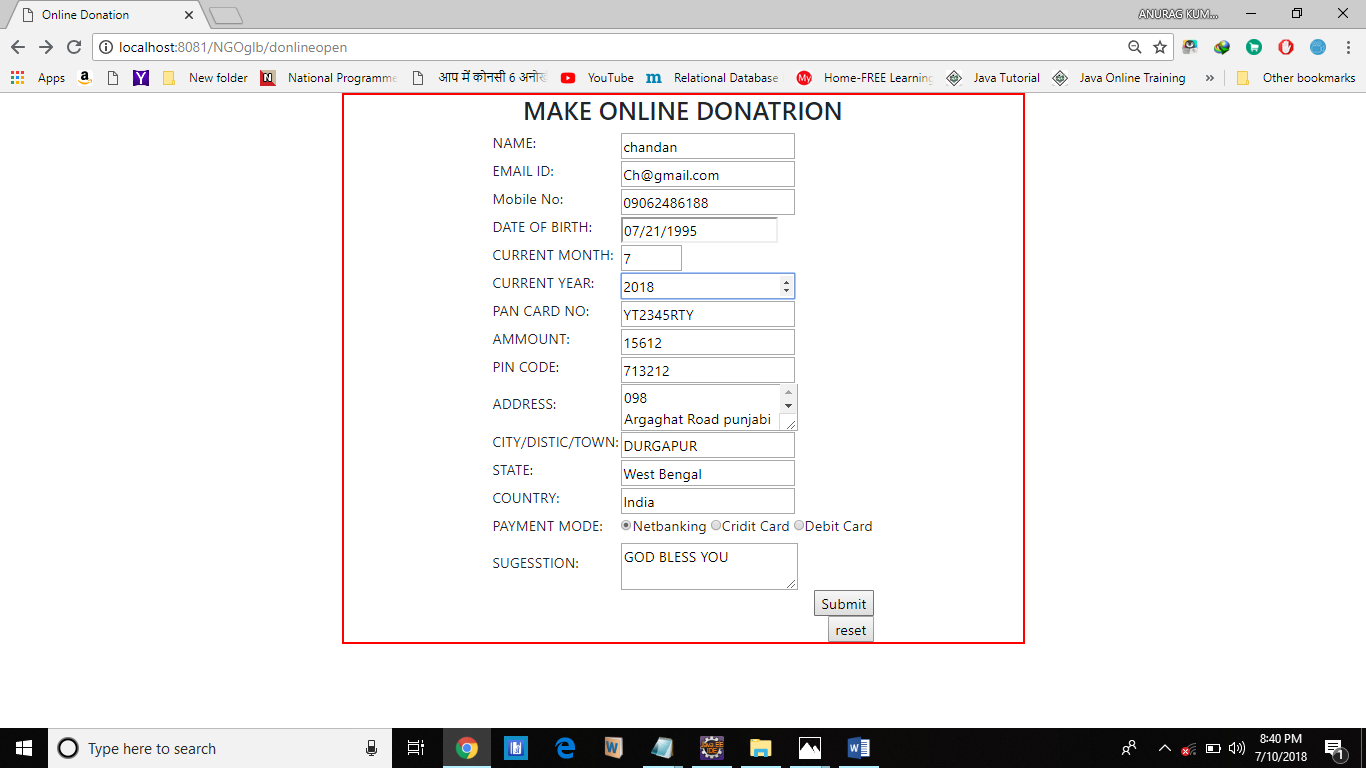 Online Donation
ANURAG KUM...
localhost:8081/NGOglb/donlineopen
Apps
New folder
National Programme
आप में कोनसी 6 अनोखे
YouTube
Relational Database
Home-FREE Learning
Java Tutorial
Java Online Training
»
Other bookmarks
MAKE ONLINE DONATRION
NAME: chandan
EMAIL ID: Ch@gmail.com
Mobile No: 09062486188
DATE OF BIRTH: 07/21/1995
CURRENT MONTH: 7
CURRENT YEAR: 2018
PAN CARD NO: YT2345RTY
AMMOUNT: 15612
PIN CODE: 713212
ADDRESS: 098
Argaghat Road punjabi
CITY/DISTIC/TOWN: DURGAPUR
STATE: West Bengal
COUNTRY: India
PAYMENT MODE: Netbanking Cridit Card Debit Card
SUGESSTION: GOD BLESS YOU
Submit
reset
Type here to search
8:40 PM
7/10/2018
1